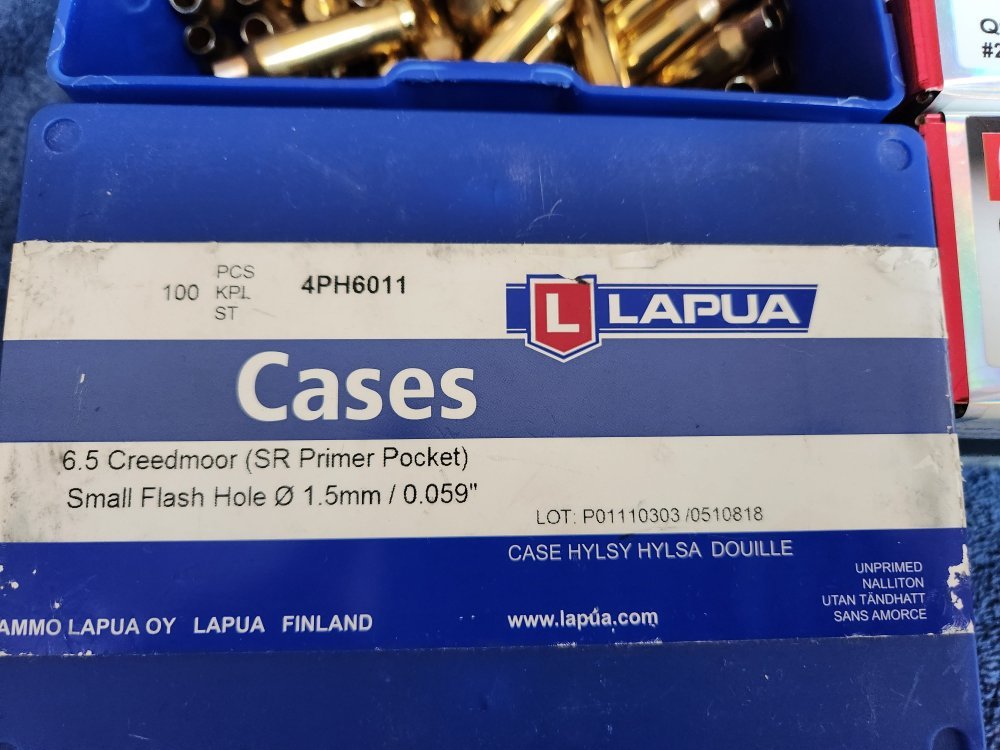 100 PCS
KPL
ST
4PH6011
L LAPUA
Cases
6.5 Creedmoor (SR Primer Pocket)
Small Flash Hole Ø 1.5mm / 0.059"
LOT: P01110303 /0510818
CASE HYLSY HYLSA DOUILLE
UNPRIMED
NALLITON
UTAN TÄNDHATT
SANS AMORCE
AMMO LAPUA OY LAPUA FINLAND
www.lapua.com